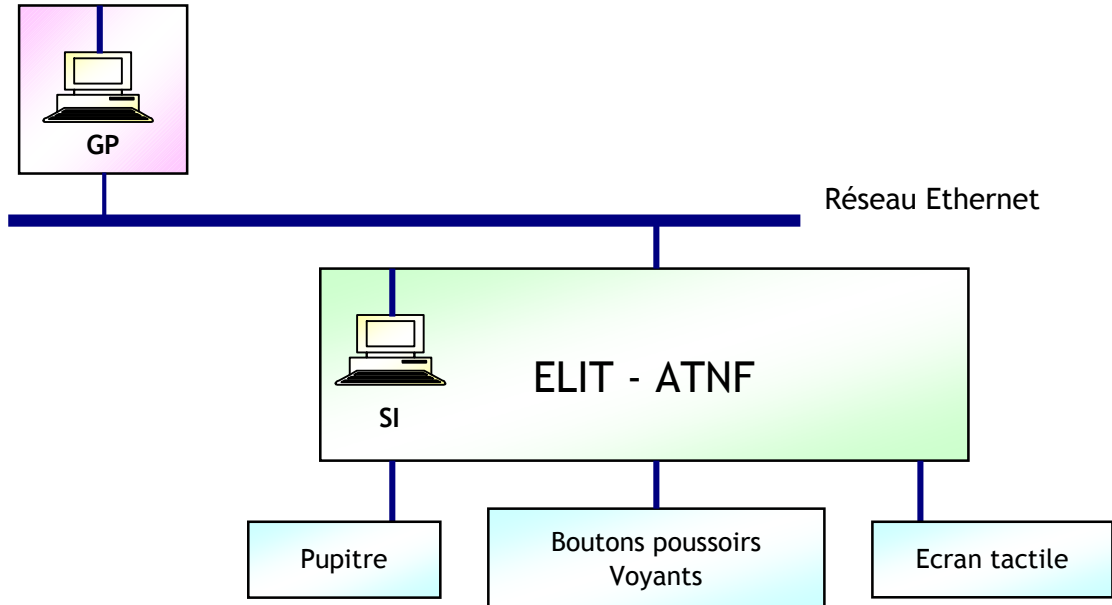 GP
Réseau Ethernet
ELIT - ATNF
SI
Pupitre
Boutons poussoirs
Voyants
Ecran tactile